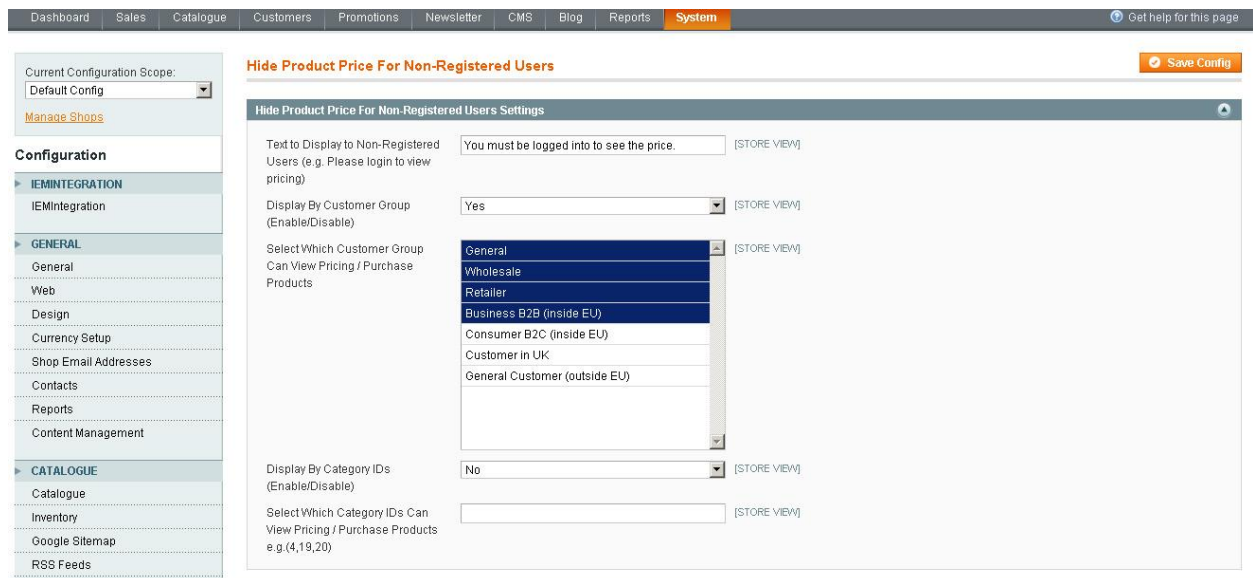 Dashboard Sales Catalogue Customers Promotions Newsletter CMS Blog Reports System Get help for this page
Current Configuration Scope:
Default Config
Manage Shops
Configuration
IEMINTEGRATION
IEMIntegration
GENERAL
General
Web
Design
Currency Setup
Shop Email Addresses
Contacts
Reports
Content Management
CATALOGUE
Catalogue
Inventory
Google Sitemap
RSS Feeds
Hide Product Price For Non-Registered Users Save Config
Hide Product Price For Non-Registered Users Settings
Text to Display to Non-Registered
Users (e.g. Please login to view
pricing)
You must be logged into to see the price. [STORE VIEW]
Display By Customer Group
(Enable/Disable)
Yes [STORE VIEW]
Select Which Customer Group
Can View Pricing / Purchase
Products
General [STORE VIEW]
Wholesale
Retailer
Business B2B (inside EU)
Consumer B2C (inside EU)
Customer in UK
General Customer (outside EU)
Display By Category IDs
(Enable/Disable)
No [STORE VIEW]
Select Which Category IDs Can
View Pricing / Purchase Products
e.g.(4,19,20)
[STORE VIEW]